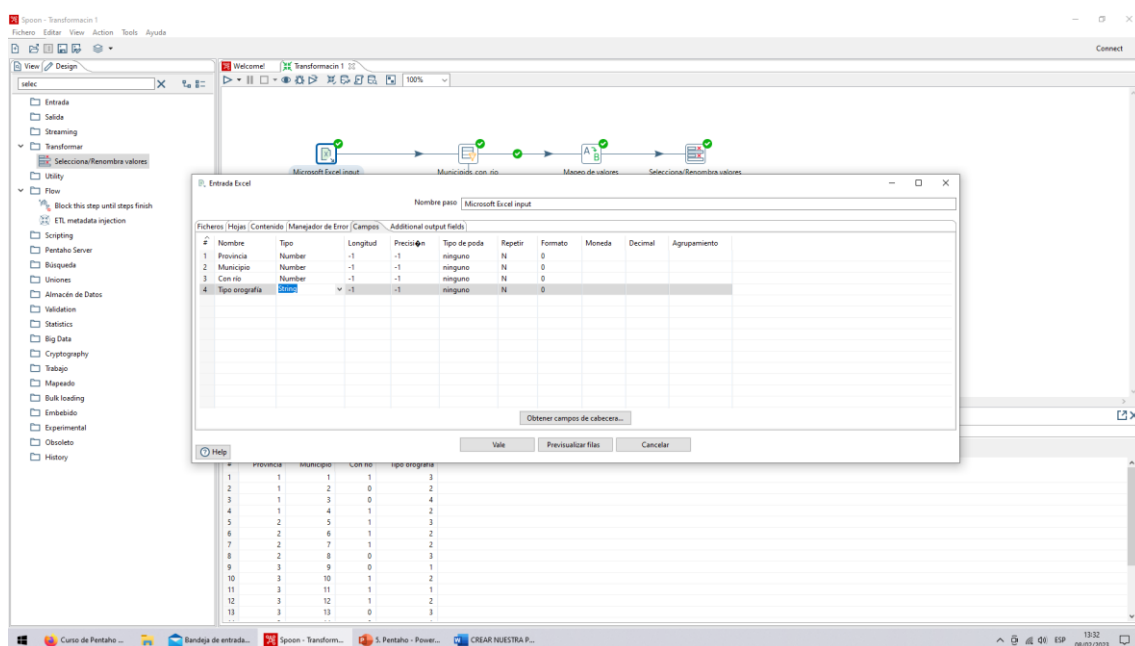 Spoon - Transformacin 1
Fichero Editar View Action Tools Ayuda
Connect
View Design
Welcome! Transformacin 1
selec
100%
Entrada
Salida
Streaming
Transformar
Selecciona/Renombra valores
Utility
Flow
Block this step until steps finish
ETL metadata injection
Scripting
Pentaho Server
Búsqueda
Uniones
Almacén de Datos
Validation
Statistics
Big Data
Cryptography
Trabajo
Mapeado
Bulk loading
Embebido
Experimental
Obsoleto
History
Microsoft Excel input Municipids con rio Mapeo de valores Selecciona/Renombra valores
Entrada Excel
Nombre paso Microsoft Excel input
Ficheros Hojas Contenido Manejador de Error Campos Additional output fields
# Nombre Tipo Longitud Precisi�n Tipo de poda Repetir Formato Moneda Decimal Agrupamiento
1 Provincia Number -1 -1 ninguno N 0
2 Municipio Number -1 -1 ninguno N 0
3 Con río Number -1 -1 ninguno N 0
4 Tipo orografía String -1 -1 ninguno N 0
Obtener campos de cabecera...
Help Vale Previsualizar filas Cancelar
# Provincia Municipio Con río Tipo orografía
1 1 1 1 3
2 1 2 0 2
3 1 3 0 4
4 1 4 1 2
5 2 5 1 3
6 2 6 1 2
7 2 7 1 2
8 2 8 0 3
9 3 9 0 1
10 3 10 1 2
11 3 11 1 1
12 3 12 1 2
13 3 13 0 3
Curso de Pentaho ... Bandeja de entrada... Spoon - Transform... 5. Pentaho - Power... CREAR NUESTRA P... ESP 13:32
08/02/2023